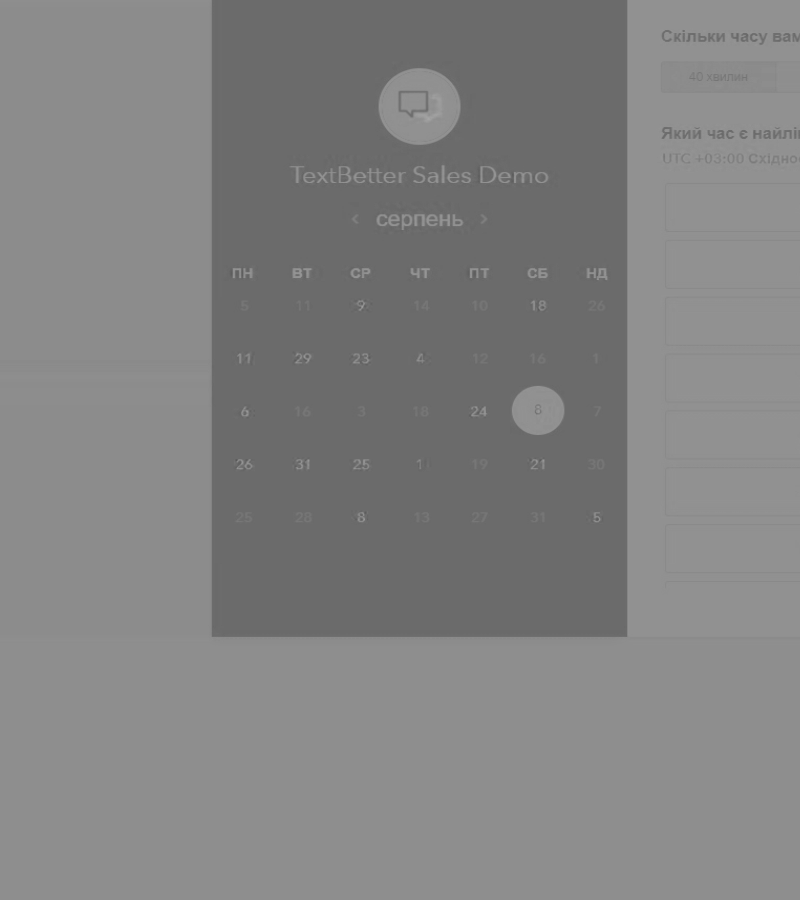 TextBetter Sales Demo
серпень
ПН ВТ СР ЧТ ПТ СБ НД
5 11 9 14 10 18 26
11 29 23 4 12 16 1
6 16 3 18 24 8 7
26 31 25 1 19 21 30
25 28 8 13 27 31 5
Скільки часу вам
40 хвилин
Який час є найлі
UTC +03:00 Східно